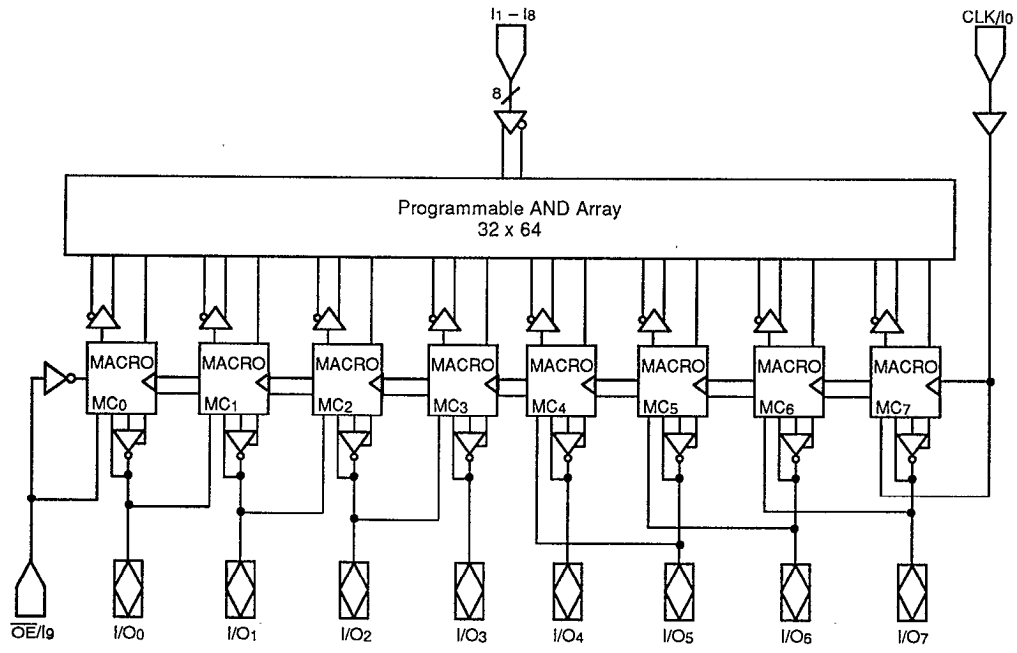 I1 – I8
CLK/I0
8
Programmable AND Array
32 x 64
MACRO MACRO MACRO MACRO MACRO MACRO MACRO MACRO
MC0 MC1 MC2 MC3 MC4 MC5 MC6 MC7
O̅E̅/I9 I/O0 I/O1 I/O2 I/O3 I/O4 I/O5 I/O6 I/O7